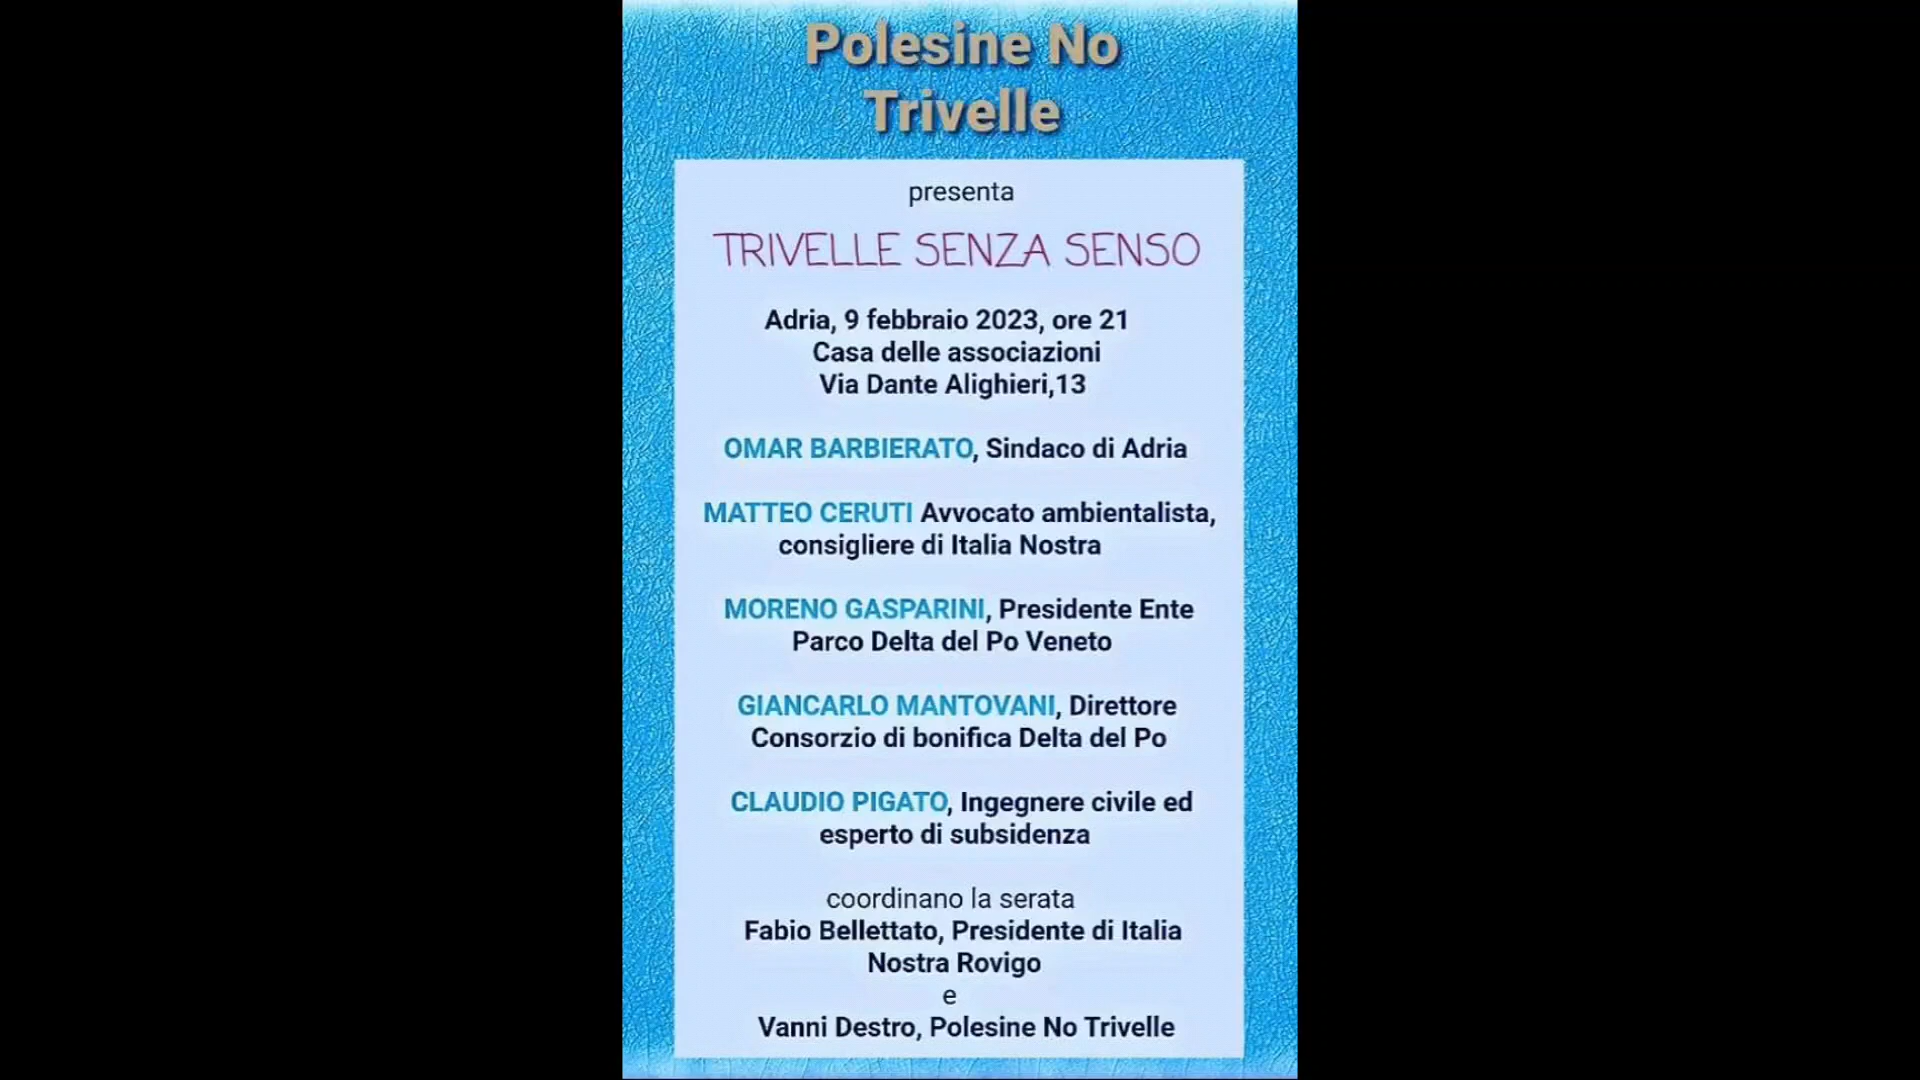 Polesine No
Trivelle
presenta
TRIVELLE SENZA SENSO
Adria, 9 febbraio 2023, ore 21
Casa delle associazioni
Via Dante Alighieri,13
OMAR BARBIERATO, Sindaco di Adria
MATTEO CERUTI Avvocato ambientalista,
consigliere di Italia Nostra
MORENO GASPARINI, Presidente Ente
Parco Delta del Po Veneto
GIANCARLO MANTOVANI, Direttore
Consorzio di bonifica Delta del Po
CLAUDIO PIGATO, Ingegnere civile ed
esperto di subsidenza
coordinano la serata
Fabio Bellettato, Presidente di Italia
Nostra Rovigo
e
Vanni Destro, Polesine No Trivelle